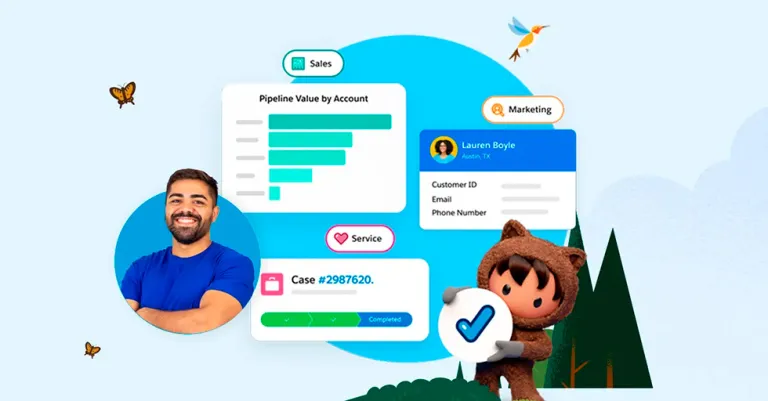 Sales
Pipeline Value by Account
Marketing
Lauren Boyle
Austin, TX
Customer ID
Email
Phone Number
Service
Case #2987620.
Completed